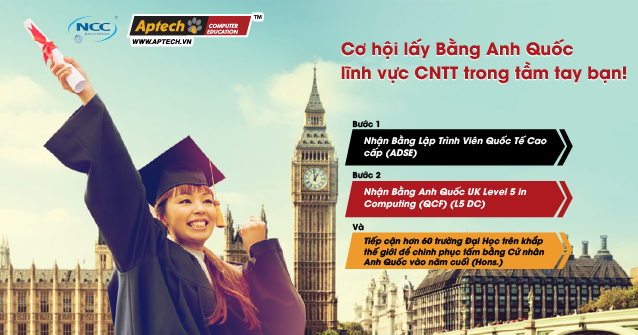 NCC
Aptech
COMPUTER
EDUCATION
TM
WWW.APTECH.VN
Cơ hội lấy Bằng Anh Quốc
lĩnh vực CNTT trong tầm tay bạn!
Bước 1
Nhận Bằng Lập Trình Viên Quốc Tế Cao
cấp (ADSE)
Bước 2
Nhận Bằng Anh Quốc UK Level 5 in
Computing (QCF) (L5 DC)
Và
Tiếp cận hơn 60 trường Đại Học trên khắp
thế giới để chinh phục tấm bằng Cử nhân
Anh Quốc vào năm cuối (Hons.)